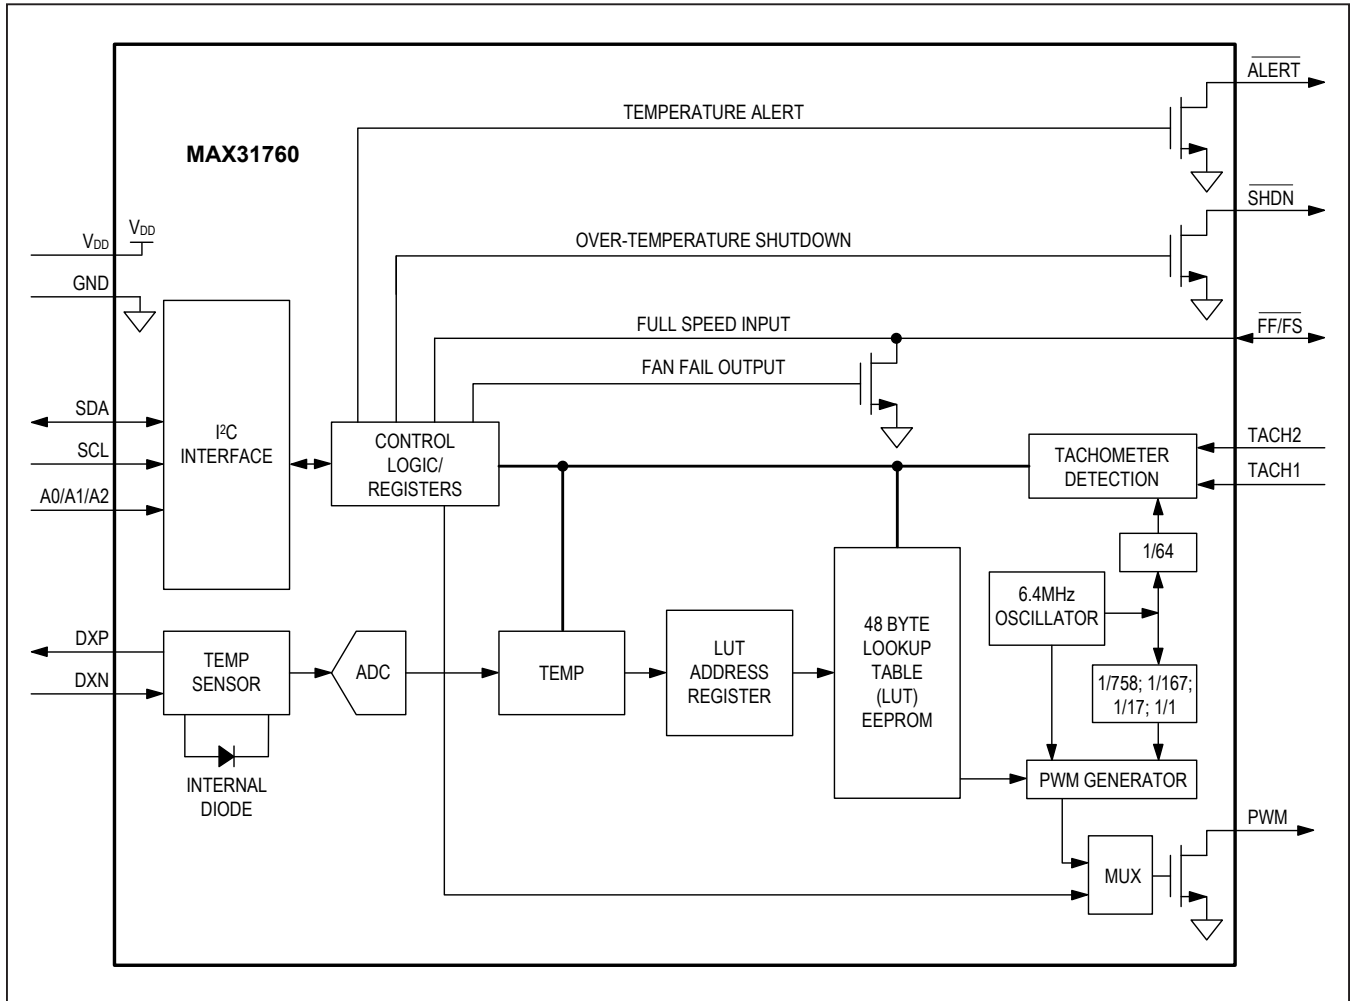 ALERT
TEMPERATURE ALERT
MAX31760
SHDN
VDD
VDD
OVER-TEMPERATURE SHUTDOWN
GND
FULL SPEED INPUT
FF/FS
FAN FAIL OUTPUT
SDA
SCL
A0/A1/A2
I²C
INTERFACE
CONTROL
LOGIC/
REGISTERS
TACHOMETER
DETECTION
TACH2
TACH1
1/64
6.4MHz
OSCILLATOR
DXP
DXN
TEMP
SENSOR
ADC
TEMP
LUT
ADDRESS
REGISTER
48 BYTE
LOOKUP
TABLE
(LUT)
EEPROM
1/758; 1/167;
1/17; 1/1
INTERNAL
DIODE
PWM GENERATOR
PWM
MUX